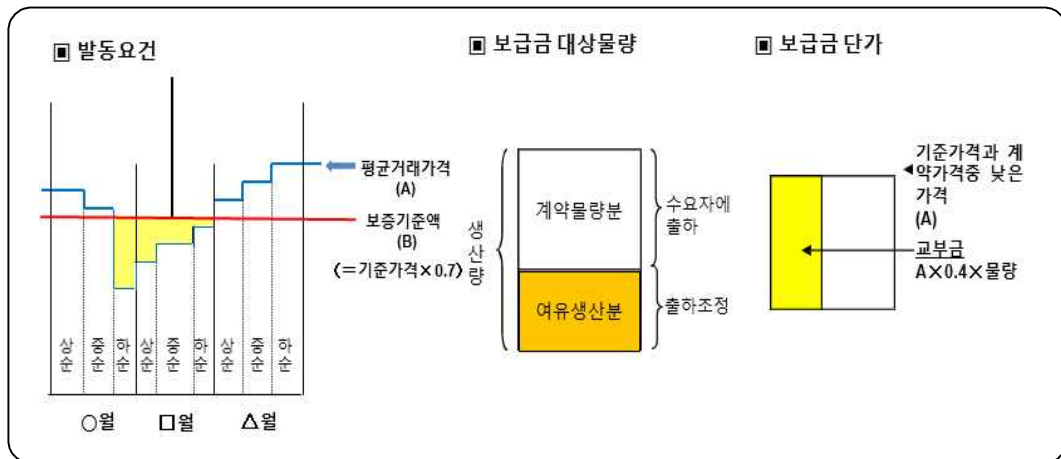 ▣ 발동요건
평균거래가격
(A)
보증기준액
(B)
(=기준가격×0.7)
상순
중순
하순
상순
중순
하순
상순
중순
하순
○월
□월
△월
▣ 보급금 대상물량
생산량
계약물량분
여유생산분
수요자에
출하
출하조정
▣ 보급금 단가
기준가격과 계
약가격중 낮은
가격
(A)
교부금
A×0.4×물량